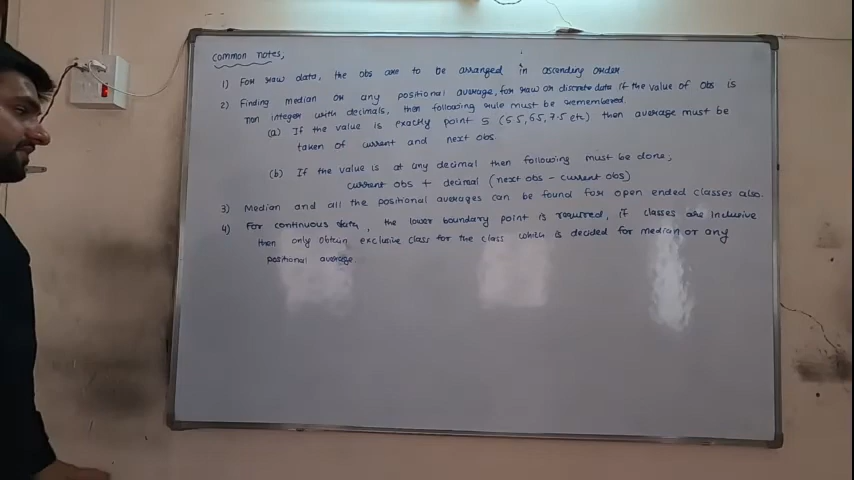 Common notes,
1) For raw data, the obs are to be arranged in ascending order
2) Finding median or any positional average, for raw or discrete data if the value of obs is
non integer with decimals, then following rule must be remembered.
(a) If the value is exactly point 5 (5.5, 6.5, 7.5 etc) then average must be
taken of current and next obs.
(b) If the value is at any decimal then following must be done,
current obs + decimal (next obs - current obs)
3) Median and all the positional averages can be found for open ended classes also.
4) For continuous data, the lower boundary point is required, if classes are inclusive
then only obtain exclusive class for the class which is decided for median or any
positional average.